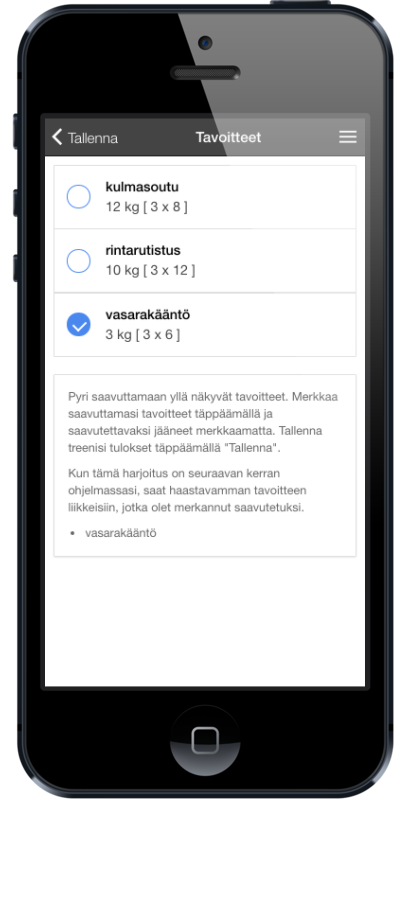 Tallenna
Tavoitteet
kulmasoutu
12 kg [ 3 x 8 ]
rintarutistus
10 kg [ 3 x 12 ]
vasarakääntö
3 kg [ 3 x 6 ]
Pyri saavuttamaan yllä näkyvät tavoitteet. Merkkaa
saavuttamasi tavoitteet täppäämällä ja
saavutettavaksi jääneet merkkaamatta. Tallenna
treenisi tulokset täppäämällä "Tallenna".
Kun tämä harjoitus on seuraavan kerran
ohjelmassasi, saat haastavamman tavoitteen
liikkeisiin, jotka olet merkannut saavutetuksi.
• vasarakääntö